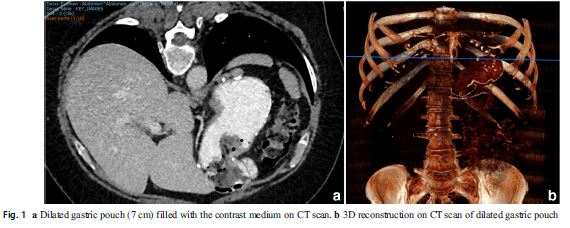 KEY_IMAGES
a
b
Fig. 1 a Dilated gastric pouch (7 cm) filled with the contrast medium on CT scan. b 3D reconstruction on CT scan of dilated gastric pouch